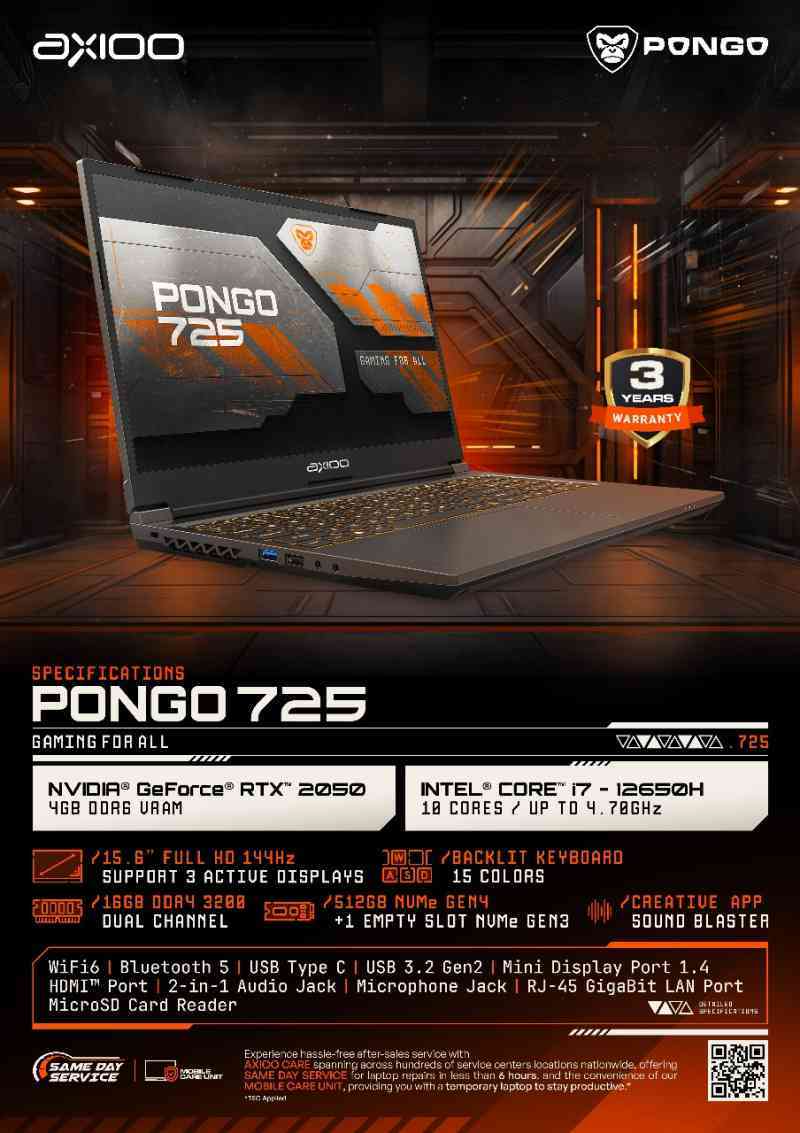 AXIOO
PONGO
PONGO
725
GAMING FOR ALL
AXIOO
3
YEARS
WARRANTY
SPECIFICATIONS
PONGO 725
GAMING FOR ALL
.725
NVIDIA® GeForce® RTX™ 2050
4GB DDR6 VRAM
INTEL® CORE™ i7 - 12650H
10 CORES / UP TO 4.70GHz
/15.6" FULL HD 144Hz
SUPPORT 3 ACTIVE DISPLAYS
W
A S D
/BACKLIT KEYBOARD
15 COLORS
/16GB DDR4 3200
DUAL CHANNEL
/512GB NVMe GEN4
+1 EMPTY SLOT NVMe GEN3
/CREATIVE APP
SOUND BLASTER
WiFi6 | Bluetooth 5 | USB Type C | USB 3.2 Gen2 | Mini Display Port 1.4
HDMI™ Port | 2-in-1 Audio Jack | Microphone Jack | RJ-45 GigaBit LAN Port
MicroSD Card Reader
DETAILED
SPECIFICATIONS
SAME DAY
SERVICE
MOBILE
CARE UNIT
Experience hassle-free after-sales service with
AXIOO CARE spanning across hundreds of service centers locations nationwide, offering
SAME DAY SERVICE for laptop repairs in less than 6 hours, and the convenience of our
MOBILE CARE UNIT, providing you with a temporary laptop to stay productive.*
*T&C Applied